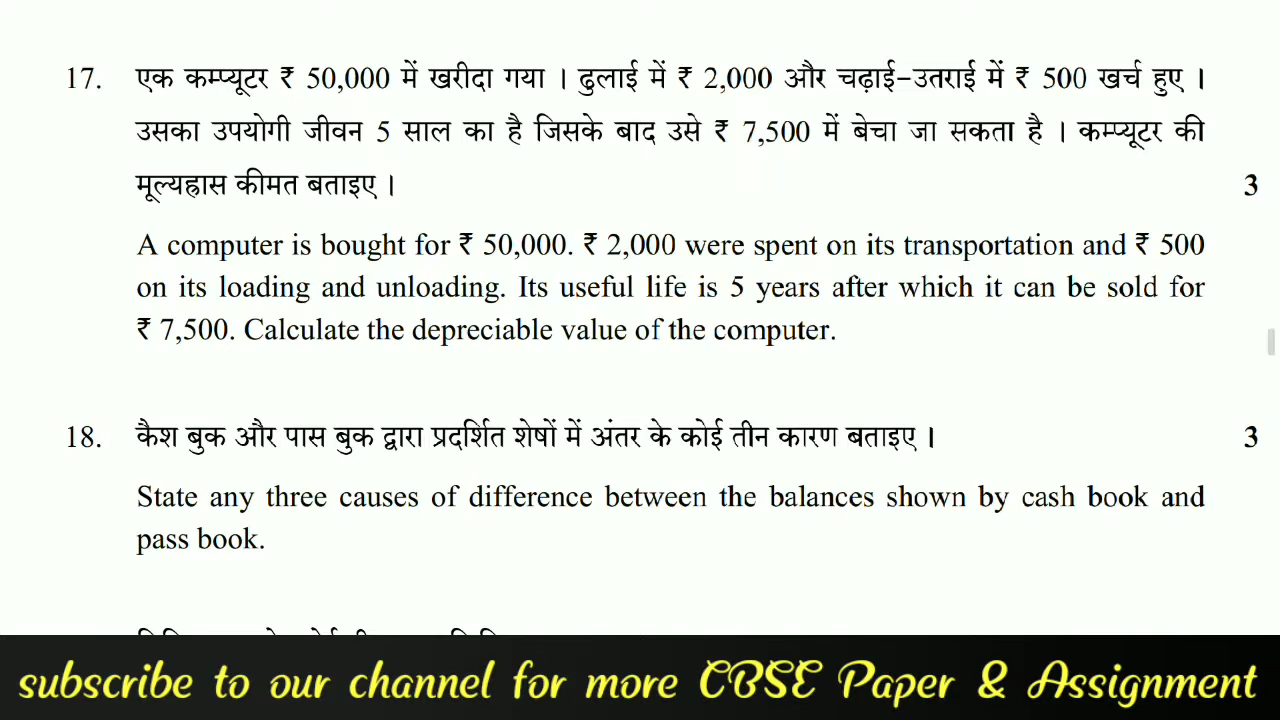 17. एक कम्प्यूटर ₹ 50,000 में खरीदा गया । ढुलाई में ₹ 2,000 और चढ़ाई-उतराई में ₹ 500 खर्च हुए ।
उसका उपयोगी जीवन 5 साल का है जिसके बाद उसे ₹ 7,500 में बेचा जा सकता है । कम्प्यूटर की
मूल्यह्रास कीमत बताइए । 3
A computer is bought for ₹ 50,000. ₹ 2,000 were spent on its transportation and ₹ 500
on its loading and unloading. Its useful life is 5 years after which it can be sold for
₹ 7,500. Calculate the depreciable value of the computer.
18. कैश बुक और पास बुक द्वारा प्रदर्शित शेषों में अंतर के कोई तीन कारण बताइए । 3
State any three causes of difference between the balances shown by cash book and
pass book.
subscribe to our channel for more CBSE Paper & Assignment